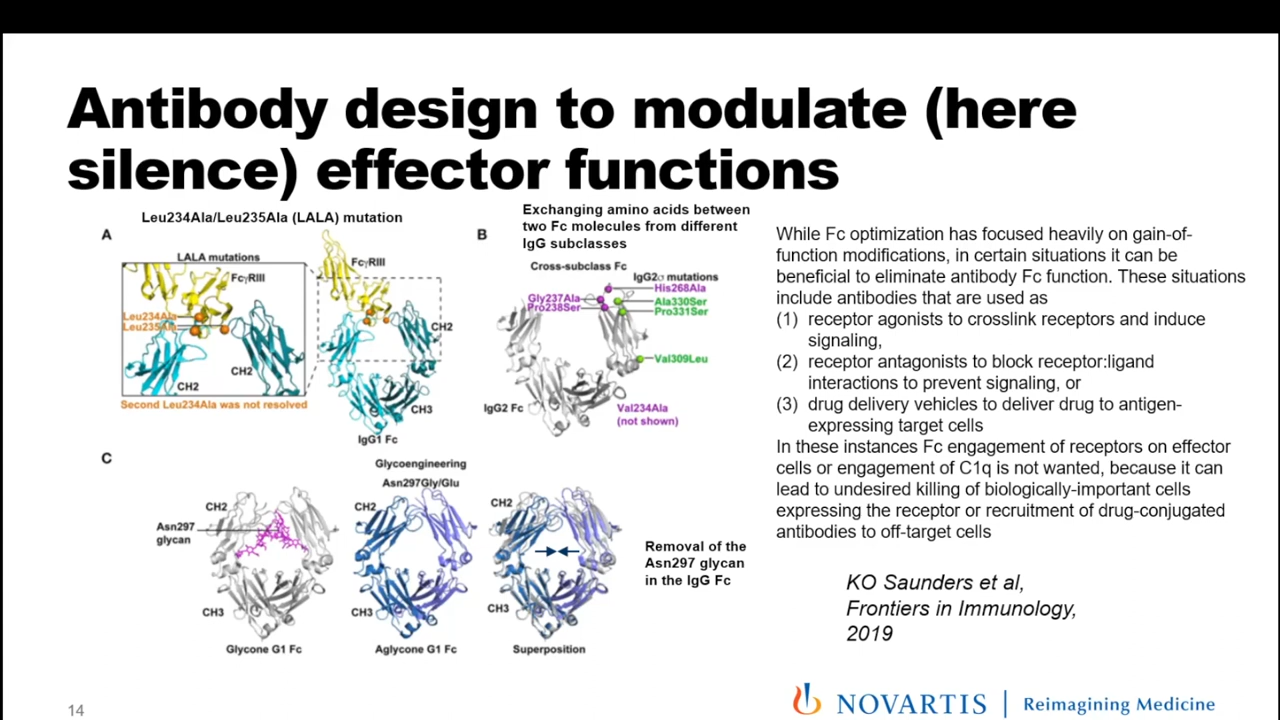 Antibody design to modulate (here
silence) effector functions
Leu234Ala/Leu235Ala (LALA) mutation
A
LALA mutations
FcγRIII
Leu234Ala
Leu235Ala
CH2
CH2
Second Leu234Ala was not resolved
FcγRIII
CH2
CH3
IgG1 Fc
Exchanging amino acids between
two Fc molecules from different
IgG subclasses
B
Cross-subclass Fc
IgG2σ mutations
His268Ala
Gly237Ala
Pro238Ser
Ala330Ser
Pro331Ser
Val309Leu
IgG2 Fc
Val234Ala
(not shown)
C
Glycoengineering
Asn297Gly/Glu
CH2
Asn297
glycan
CH3
Glycone G1 Fc
CH2
CH3
Aglycone G1 Fc
CH2
CH3
Superposition
Removal of the
Asn297 glycan
in the IgG Fc
While Fc optimization has focused heavily on gain-of-
function modifications, in certain situations it can be
beneficial to eliminate antibody Fc function. These situations
include antibodies that are used as
(1) receptor agonists to crosslink receptors and induce
signaling,
(2) receptor antagonists to block receptor:ligand
interactions to prevent signaling, or
(3) drug delivery vehicles to deliver drug to antigen-
expressing target cells
In these instances Fc engagement of receptors on effector
cells or engagement of C1q is not wanted, because it can
lead to undesired killing of biologically-important cells
expressing the receptor or recruitment of drug-conjugated
antibodies to off-target cells
KO Saunders et al,
Frontiers in Immunology,
2019
14
NOVARTIS | Reimagining Medicine